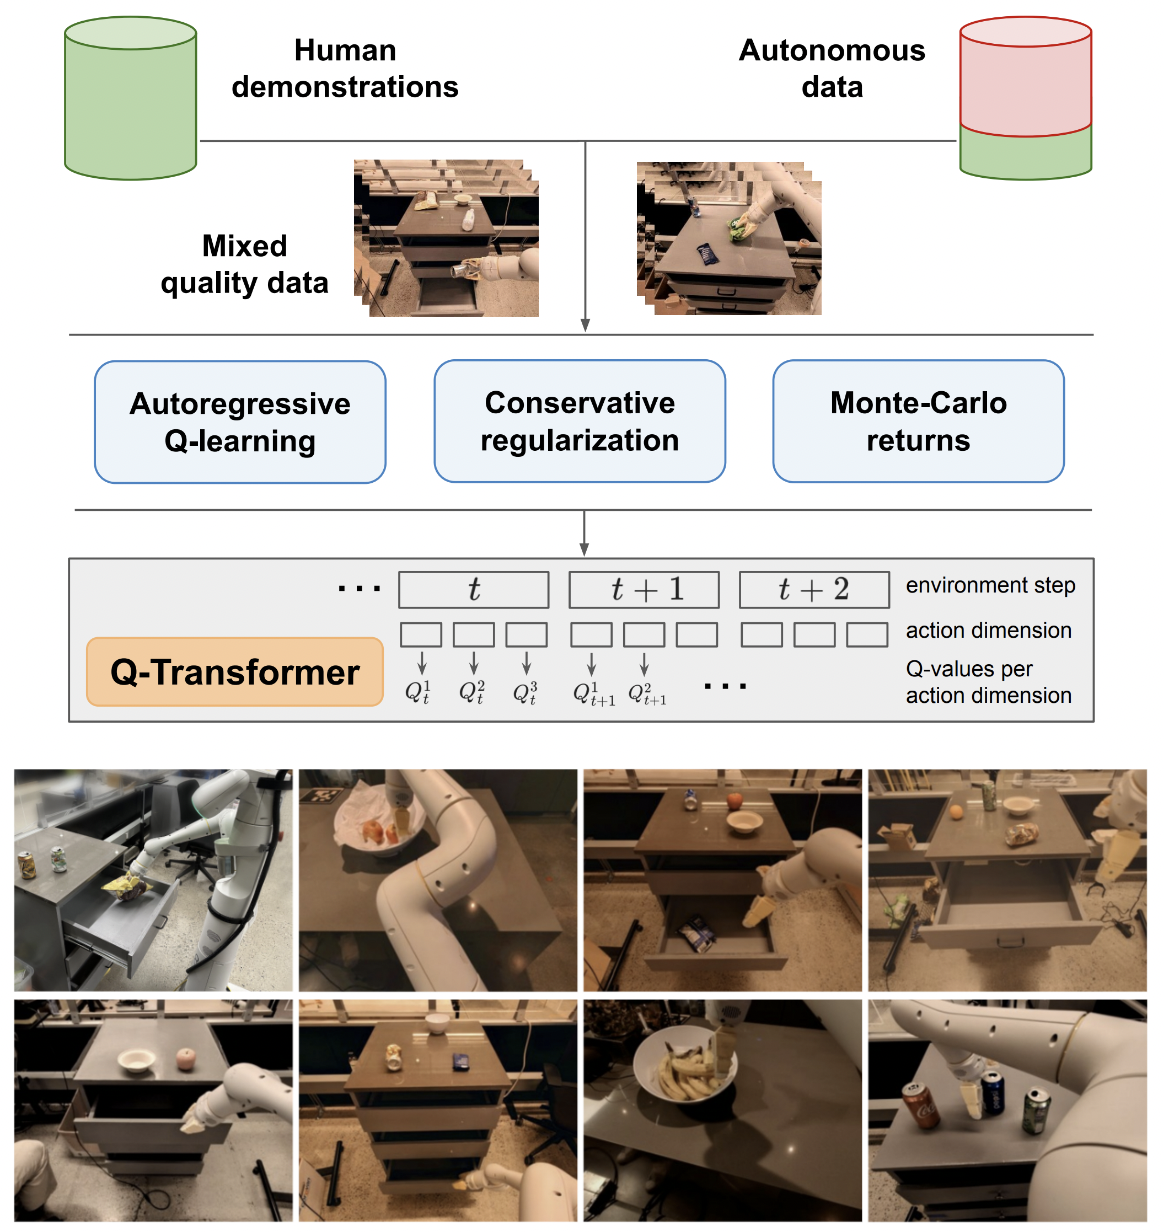 Human
demonstrations
Autonomous
data
Mixed
quality data
Autoregressive
Q-learning
Conservative
regularization
Monte-Carlo
returns
... t t + 1 t + 2 environment step
action dimension
Q-Transformer
Q_t^1 Q_t^2 Q_t^3 Q_{t+1}^1 Q_{t+1}^2 ...
Q-values per
action dimension